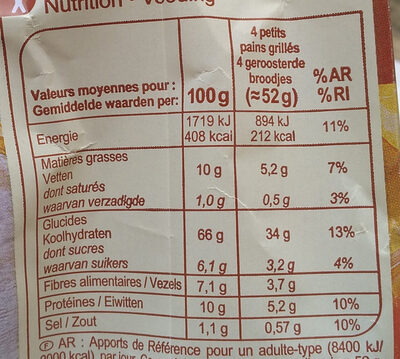 Nutrition - Voeding
4 petits
pains grillés
4 geroosterde
broodjes
(≈52 g)
Valeurs moyennes pour :
Gemiddelde waarden per:
100 g
%AR
%RI
Energie
1719 kJ 894 kJ
408 kcal 212 kcal 11%
Matières grasses
Vetten 10 g 5,2 g 7%
dont saturés
waarvan verzadigde 1,0 g 0,5 g 3%
Glucides
Koolhydraten 66 g 34 g 13%
dont sucres
waarvan suikers 6,1 g 3,2 g 4%
Fibres alimentaires / Vezels 7,1 g 3,7 g
Protéines / Eiwitten 10 g 5,2 g 10%
Sel / Zout 1,1 g 0,57 g 10%
AR : Apports de Référence pour un adulte-type (8400 kJ/
kcal) par jour